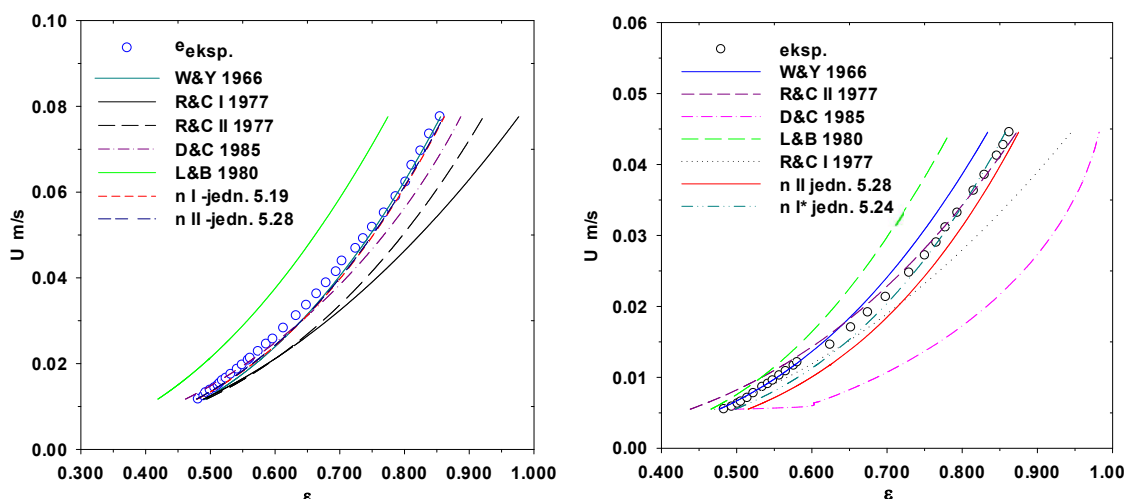 0.10
0.08
0.06
0.04
0.02
0.00
U m/s
e eksp.
W&Y 1966
R&C I 1977
R&C II 1977
D&C 1985
L&B 1980
n I -jedn. 5.19
n II -jedn. 5.28
0.300 0.400 0.500 0.600 0.700 0.800 0.900 1.000
ε
0.06
0.05
0.04
0.03
0.02
0.01
0.00
U m/s
eksp.
W&Y 1966
R&C II 1977
D&C 1985
L&B 1980
R&C I 1977
n II jedn. 5.28
n I* jedn. 5.24
0.400 0.500 0.600 0.700 0.800 0.900 1.00
ε